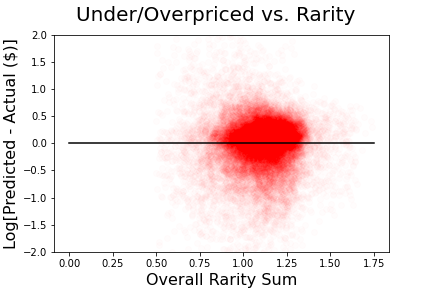 Under/Overpriced vs. Rarity
Log[Predicted - Actual ($)]
2.0
1.5
1.0
0.5
0.0
−0.5
−1.0
−1.5
−2.0
0.00 0.25 0.50 0.75 1.00 1.25 1.50 1.75
Overall Rarity Sum